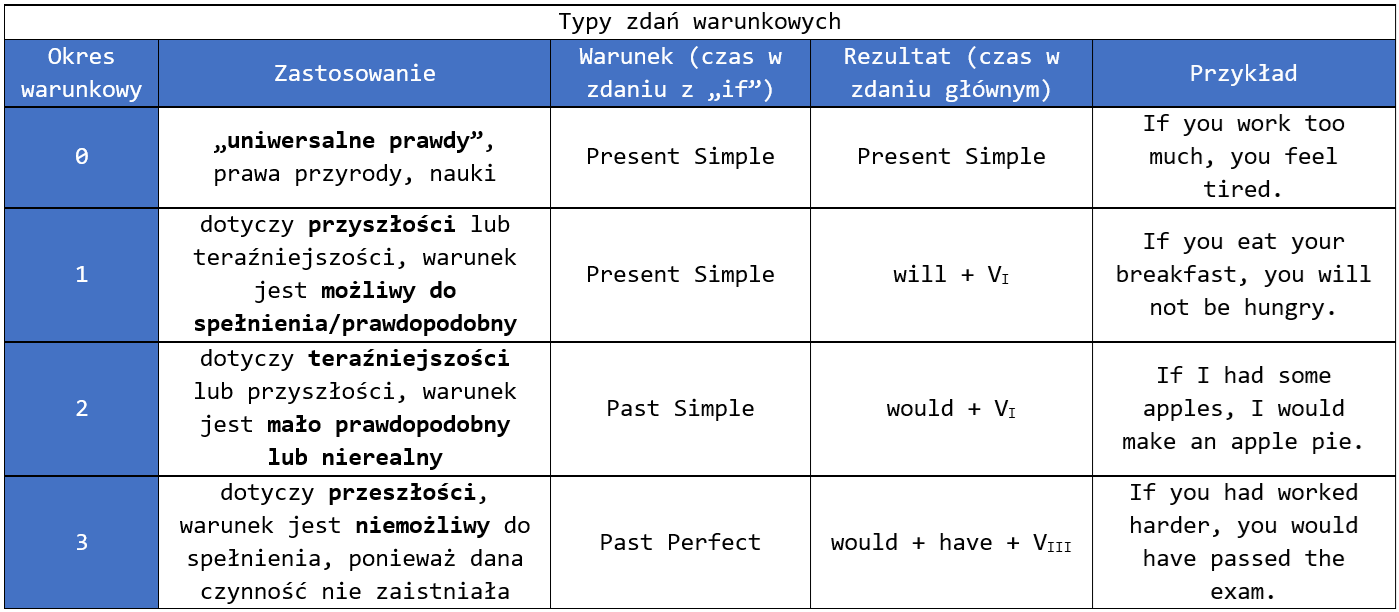 Typy zdań warunkowych
Okres
warunkowy
Zastosowanie
Warunek (czas w
zdaniu z „if”)
Rezultat (czas w
zdaniu głównym)
Przykład
0
„uniwersalne prawdy”,
prawa przyrody, nauki
Present Simple
Present Simple
If you work too
much, you feel
tired.
1
dotyczy przyszłości lub
teraźniejszości, warunek
jest możliwy do
spełnienia/prawdopodobny
Present Simple
will + VI
If you eat your
breakfast, you will
not be hungry.
2
dotyczy teraźniejszości
lub przyszłości, warunek
jest mało prawdopodobny
lub nierealny
Past Simple
would + VI
If I had some
apples, I would
make an apple pie.
3
dotyczy przeszłości,
warunek jest niemożliwy do
spełnienia, ponieważ dana
czynność nie zaistniała
Past Perfect
would + have + VIII
If you had worked
harder, you would
have passed the
exam.